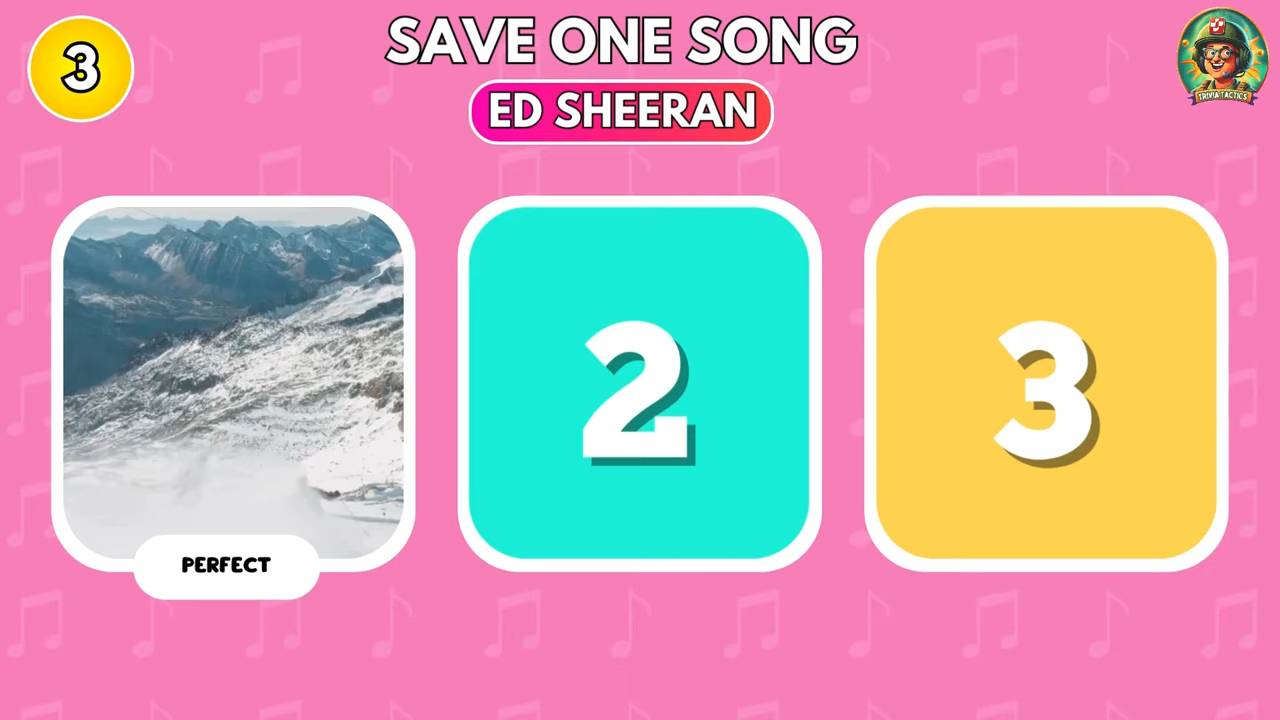 3
SAVE ONE SONG
ED SHEERAN
TRIVIA TACTICS
2
3
PERFECT